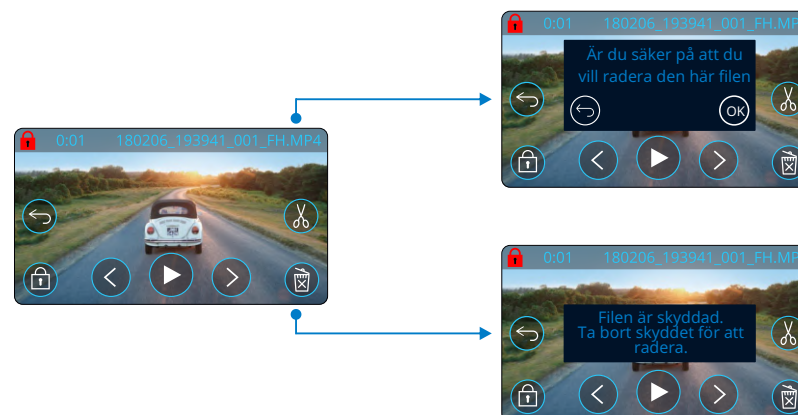 0:01 180206_193941_001_FH.MP4
0:01 180206_193941_001_FH.MP
Är du säker på att du
vill radera den här filen
OK
0:01 180206_193941_001_FH.MP
Filen är skyddad.
Ta bort skyddet för att
radera.